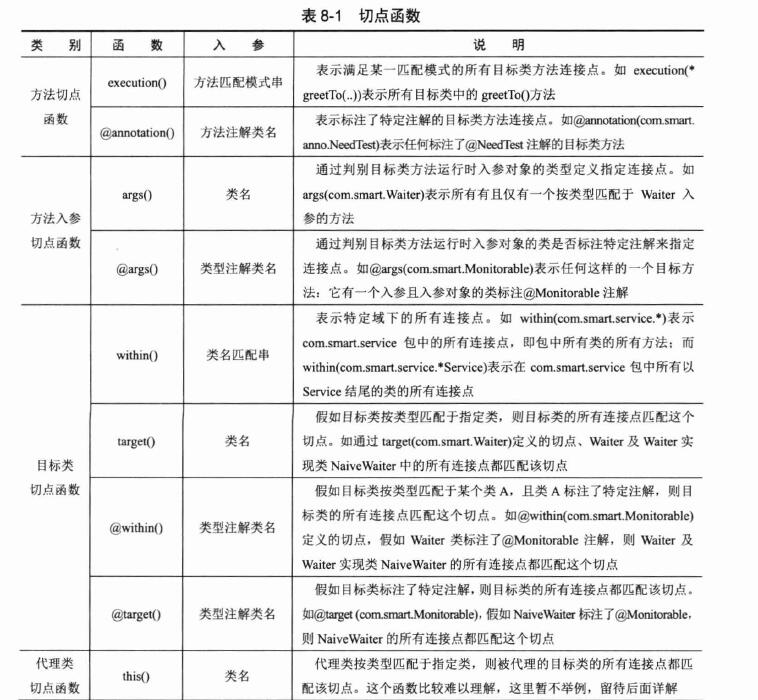 表 8-1 切点函数
类 别 函 数 入 参 说 明
方法切点
函数
execution() 方法匹配模式串
表示满足某一匹配模式的所有目标类方法连接点。如 execution(*
greetTo(..))表示所有目标类中的 greetTo()方法
@annotation() 方法注解类名
表示标注了特定注解的目标类方法连接点。如@annotation(com.smart.
anno.NeedTest)表示任何标注了@NeedTest 注解的目标类方法
方法入参
切点函数
args() 类名
通过判别目标类方法运行时入参对象的类型定义指定连接点。如
args(com.smart.Waiter)表示所有有且仅有一个按类型匹配于 Waiter 入
参的方法
@args() 类型注解类名
通过判别目标类方法运行时入参对象的类是否标注特定注解来指定
连接点。如@args(com.smart.Monitorable)表示任何这样的一个目标方
法：它有一个入参且入参对象的类标注@Monitorable 注解
目标类
切点函数
within() 类名匹配串
表示特定域下的所有连接点。如 within(com.smart.service.*)表示
com.smart.service 包中的所有连接点，即包中所有类的所有方法；而
within(com.smart.service.*Service)表示在 com.smart.service 包中所有以
Service 结尾的类的所有连接点
target() 类名
假如目标类按类型匹配于指定类，则目标类的所有连接点匹配这个
切点。如通过 target(com.smart.Waiter)定义的切点、Waiter 及 Waiter 实
现类 NaiveWaiter 中的所有连接点都匹配该切点
@within() 类型注解类名
假如目标类按类型匹配于某个类 A，且类 A 标注了特定注解，则目
标类的所有连接点匹配这个切点。如@within(com.smart.Monitorable)
定义的切点，假如 Waiter 类标注了@Monitorable 注解，则 Waiter 及
Waiter 实现类 NaiveWaiter 的所有连接点都匹配这个切点
@target() 类型注解类名
假如目标类标注了特定注解，则目标类的所有连接点都匹配该切点。
如@target (com.smart.Monitorable)，假如 NaiveWaiter 标注了@Monitorable，
则 NaiveWaiter 的所有连接点都匹配这个切点
代理类
切点函数
this() 类名
代理类按类型匹配于指定类，则被代理的目标类的所有连接点都匹
配该切点。这个函数比较难以理解，这里暂不举例，留待后面详解